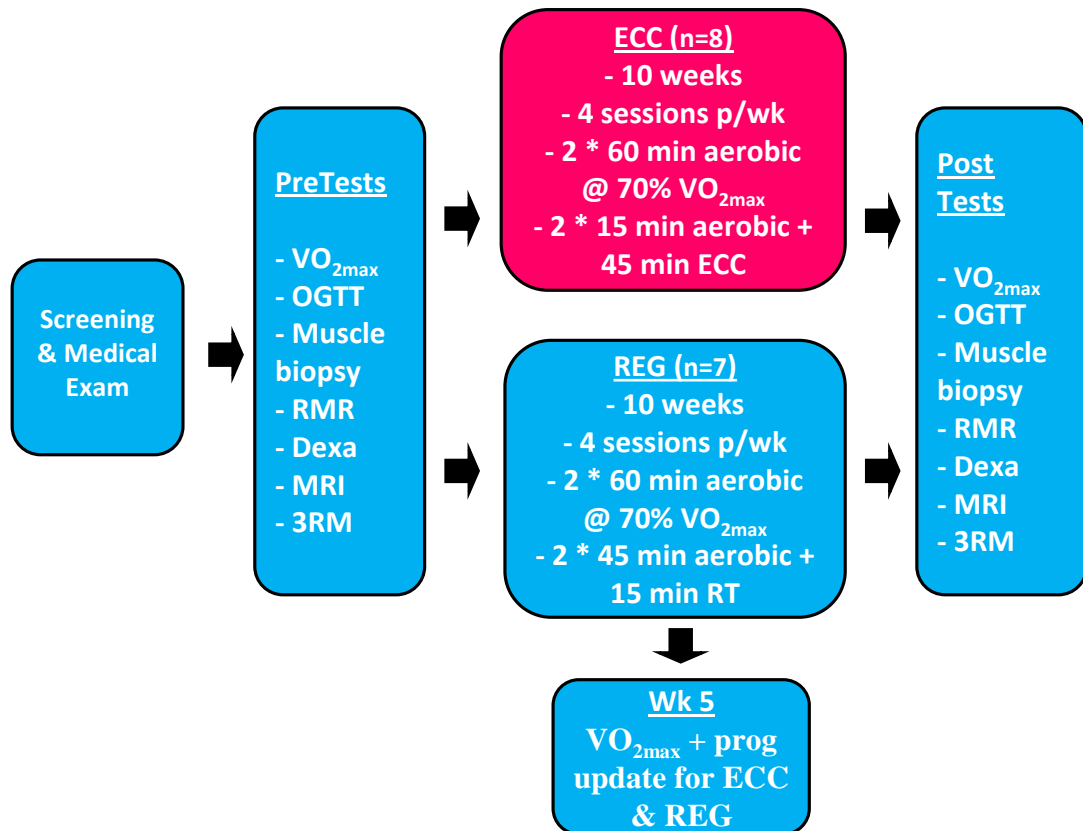 Screening
& Medical
Exam
PreTests
- VO2max
- OGTT
- Muscle
biopsy
- RMR
- Dexa
- MRI
- 3RM
ECC (n=8)
- 10 weeks
- 4 sessions p/wk
- 2 * 60 min aerobic
@ 70% VO2max
- 2 * 15 min aerobic +
45 min ECC
REG (n=7)
- 10 weeks
- 4 sessions p/wk
- 2 * 60 min aerobic
@ 70% VO2max
- 2 * 45 min aerobic +
15 min RT
Wk 5
VO2max + prog
update for ECC
& REG
Post
Tests
- VO2max
- OGTT
- Muscle
biopsy
- RMR
- Dexa
- MRI
- 3RM